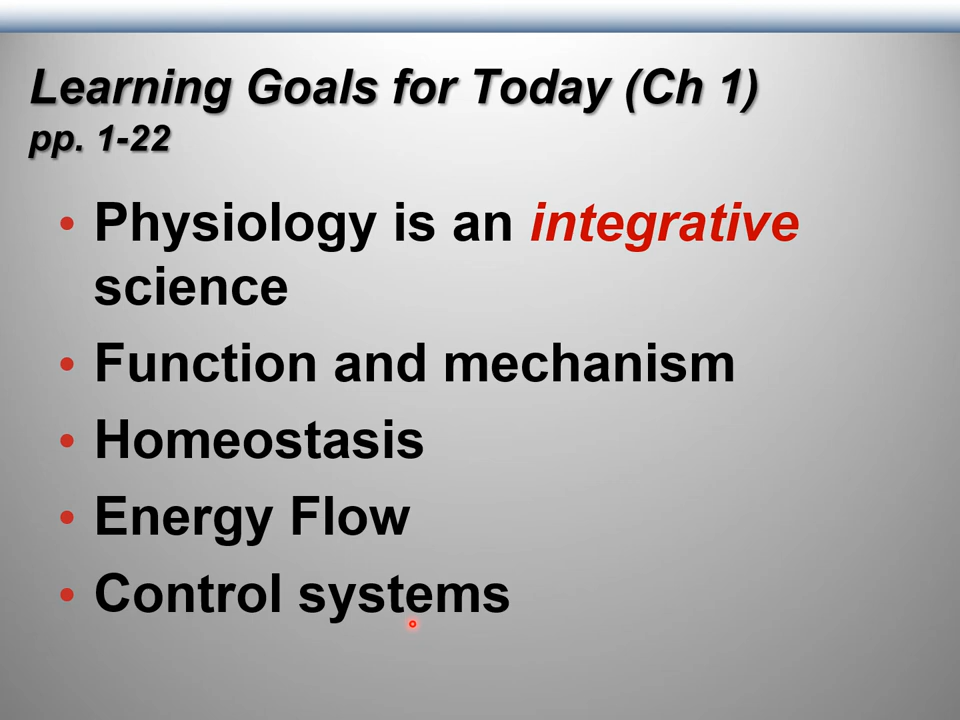 Learning Goals for Today (Ch 1)
pp. 1-22
• Physiology is an integrative
science
• Function and mechanism
• Homeostasis
• Energy Flow
• Control systems